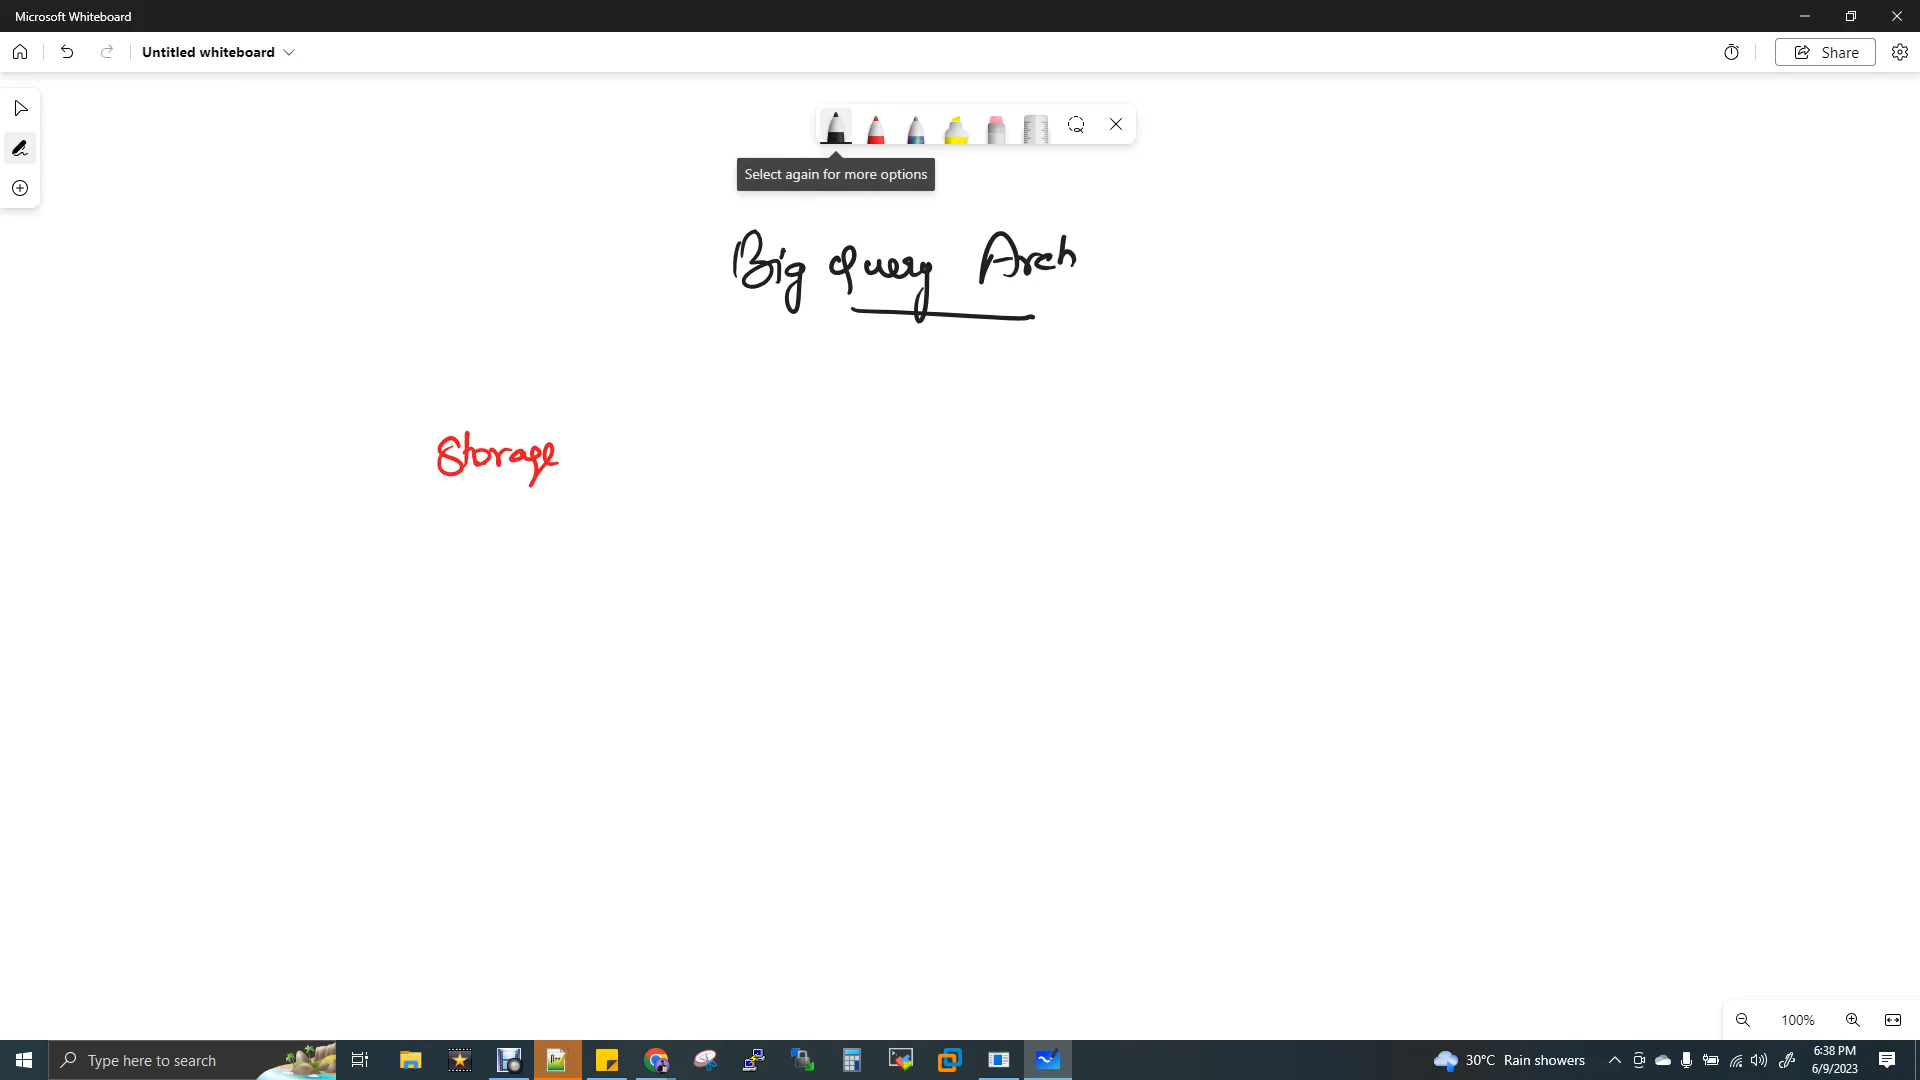 Microsoft Whiteboard
Untitled whiteboard
Share
Select again for more options
Big Query Arch
Storage
100%
Type here to search
30°C Rain showers
6:38 PM
6/9/2023